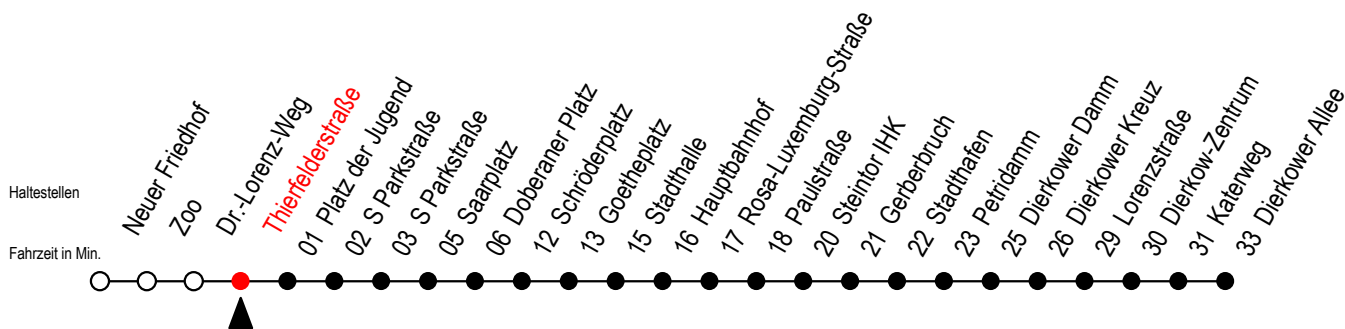 Haltestellen
Fahrzeit in Min.
Neuer Friedhof
Zoo
Dr.-Lorenz-Weg
Thierfelderstraße
01 Platz der Jugend
02 S Parkstraße
03 S Parkstraße
05 Saarplatz
06 Doberaner Platz
12 Schröderplatz
13 Goetheplatz
15 Stadthalle
16 Hauptbahnhof
17 Rosa-Luxemburg-Straße
18 Paulstraße
20 Steintor IHK
21 Gerberbruch
22 Stadthafen
23 Petridamm
25 Dierkower Damm
26 Dierkower Kreuz
29 Lorenzstraße
30 Dierkow-Zentrum
31 Katerweg
33 Dierkower Allee